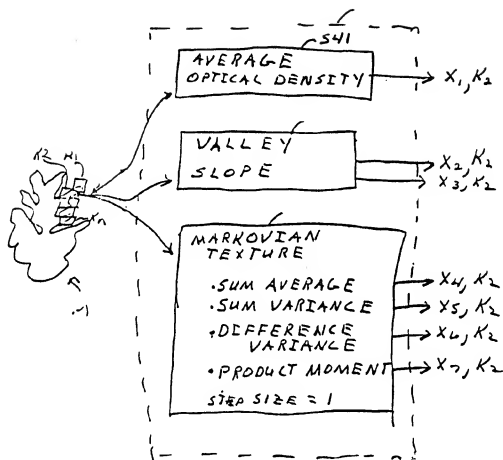 541
AVERAGE
OPTICAL DENSITY
X1, K2
VALLEY
SLOPE
X2, K2
X3, K2
K2 K1
Kn
MARKOVIAN
TEXTURE
·SUM AVERAGE
X4, K2
·SUM VARIANCE
X5, K2
·DIFFERENCE
VARIANCE
X6, K2
·PRODUCT MOMENT
X7, K2
STEP SIZE = 1